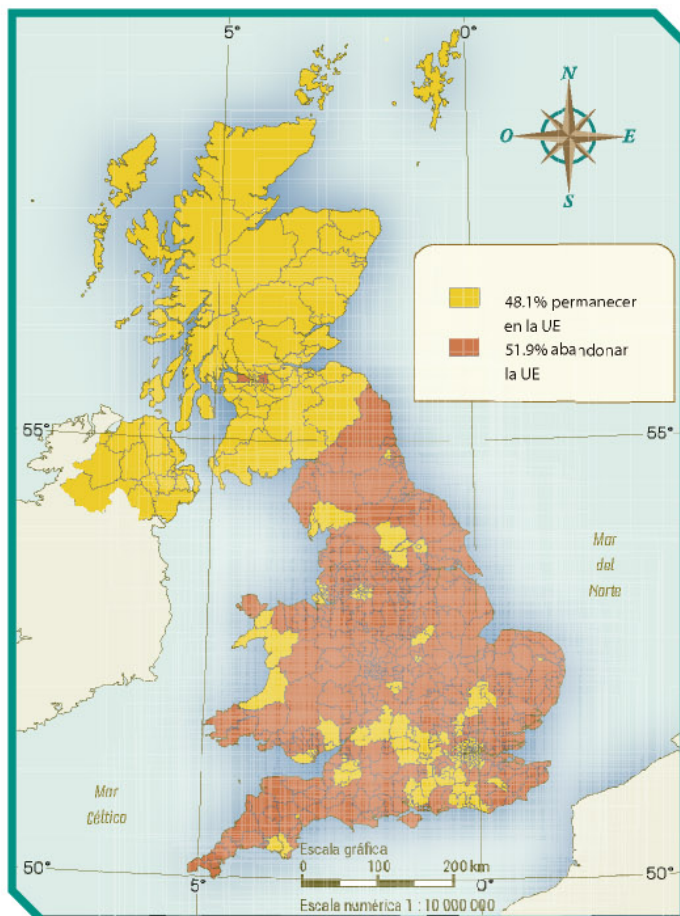 5°
0°
N
O
E
S
48.1% permanecer
en la UE
51.9% abandonar
la UE
55°
55°
Mar
del
Norte
Mar
Céltico
50°
5°
0°
50°
Escala gráfica
0 100 200 km
Escala numérica 1 : 10 000 000